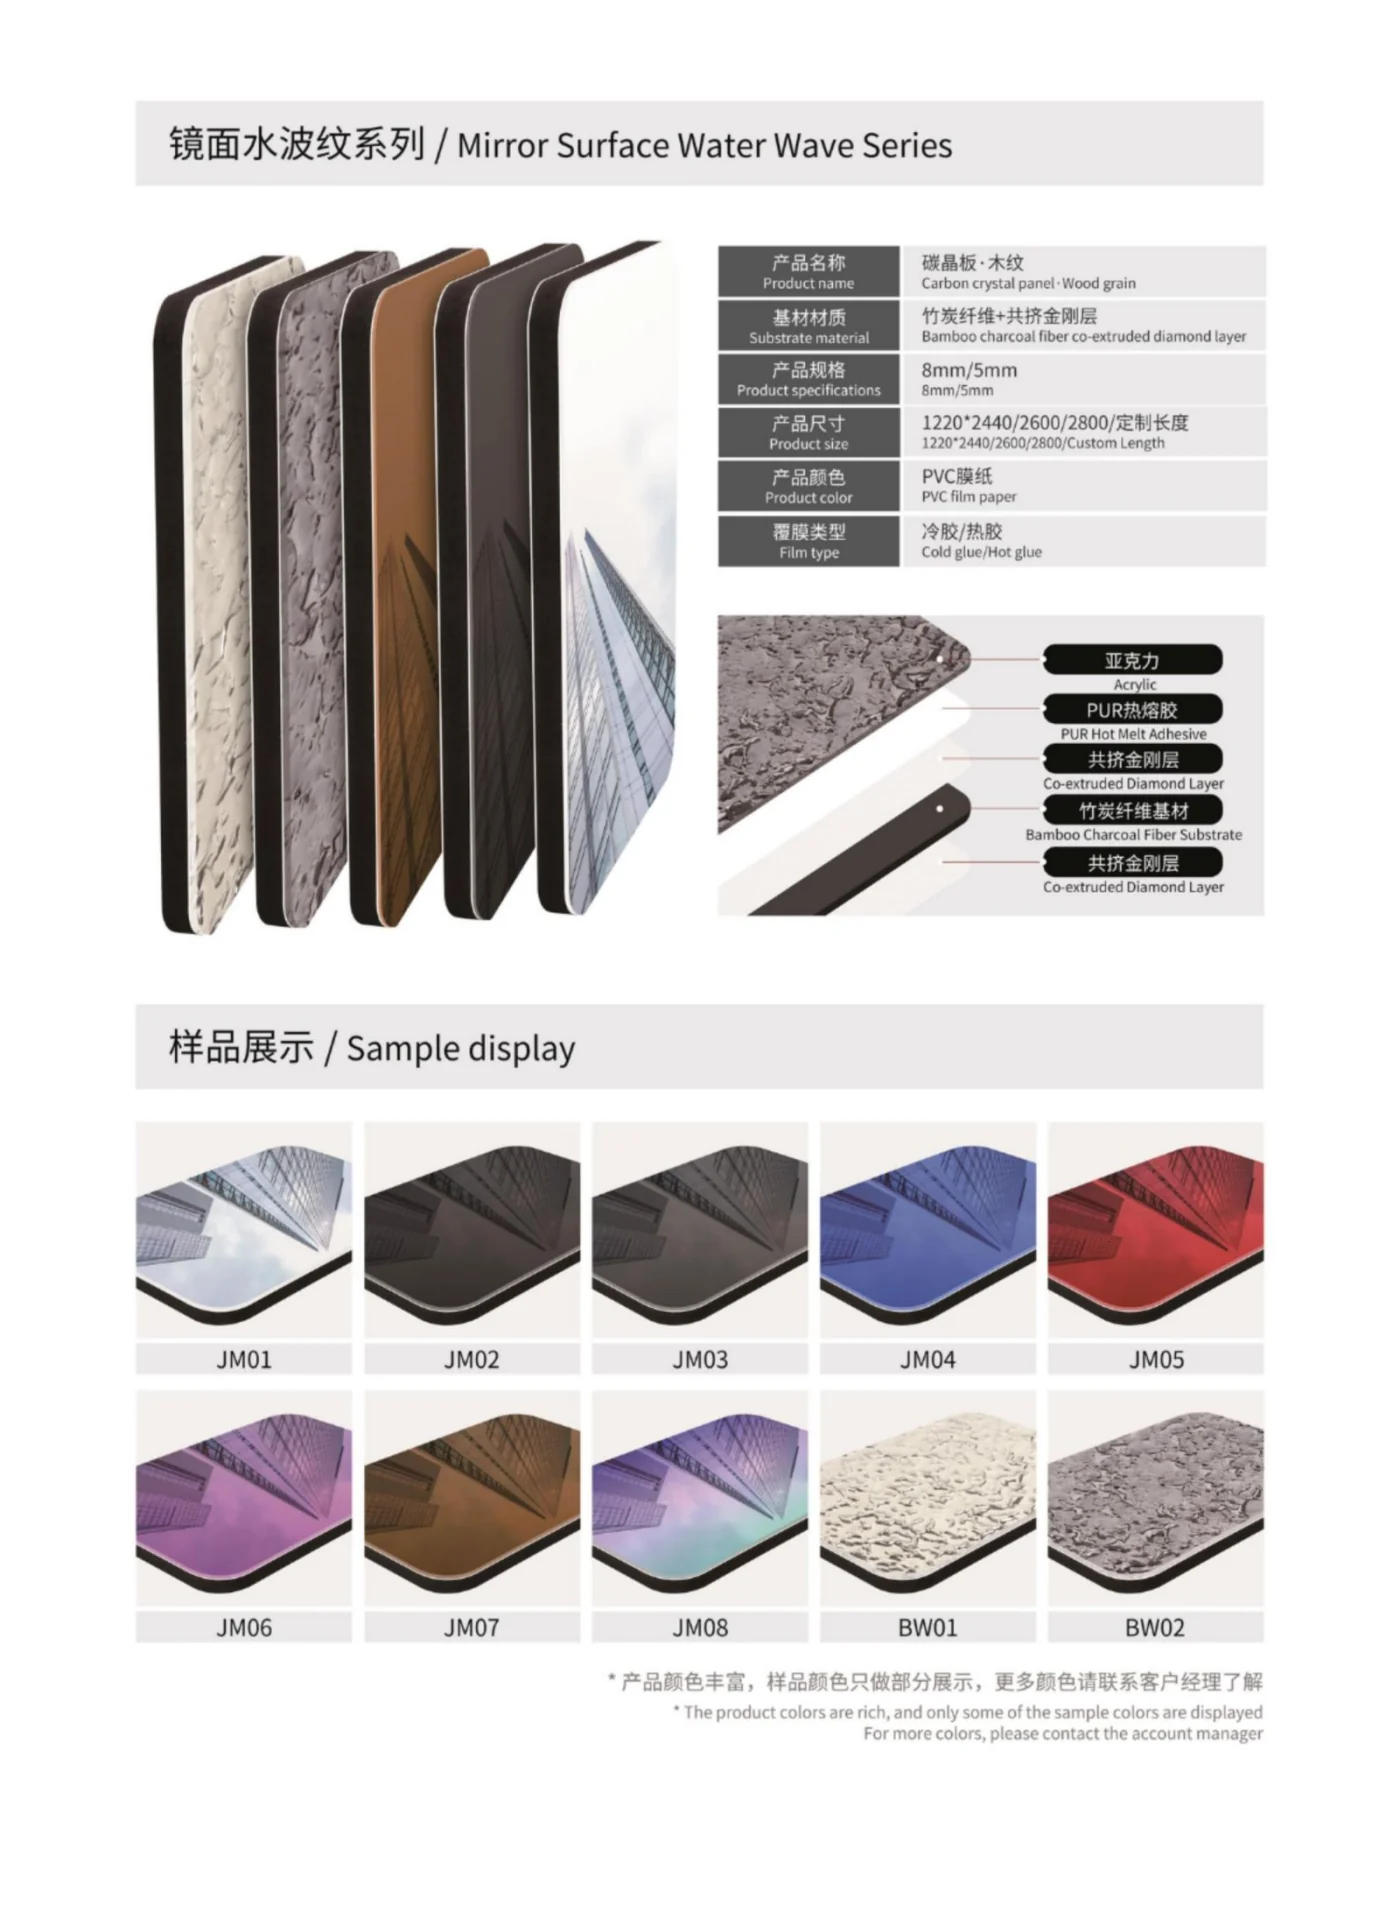 镜面水波纹系列 / Mirror Surface Water Wave Series
产品名称
Product name
碳晶板·木纹
Carbon crystal panel·Wood grain
基材材质
Substrate material
竹炭纤维+共挤金刚层
Bamboo charcoal fiber co-extruded diamond layer
产品规格
Product specifications
8mm/5mm
8mm/5mm
产品尺寸
Product size
1220*2440/2600/2800/定制长度
1220*2440/2600/2800/Custom Length
产品颜色
Product color
PVC膜纸
PVC film paper
覆膜类型
Film type
冷胶/热胶
Cold glue/Hot glue
亚克力
Acrylic
PUR热熔胶
PUR Hot Melt Adhesive
共挤金刚层
Co-extruded Diamond Layer
竹炭纤维基材
Bamboo Charcoal Fiber Substrate
共挤金刚层
Co-extruded Diamond Layer
样品展示 / Sample display
JM01
JM02
JM03
JM04
JM05
JM06
JM07
JM08
BW01
BW02
* 产品颜色丰富，样品颜色只做部分展示，更多颜色请联系客户经理了解
* The product colors are rich, and only some of the sample colors are displayed
For more colors, please contact the account manager